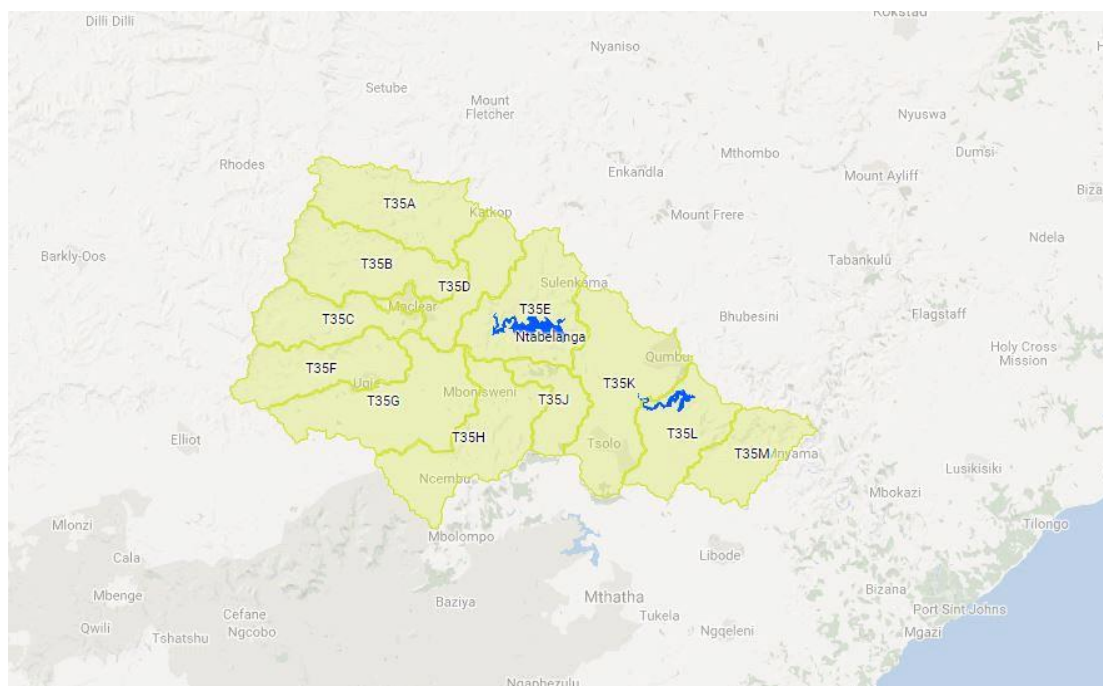 Dilli Dilli
Kokstad
Nyaniso
Setube
Mount
Fletcher
Nyuswa
Mthombo
Dumsi
Rhodes
Enkandla
Mount Ayliff
T35A
Katkop
Mount Frere
Ndela
Barkly-Oos
T35B
Tabankulu
T35D
Sulenkama
Maclear
T35E
T35C
Bhubesini
Flagstaff
Ntabelanga
Holy Cross
Mission
Qumbu
T35F
Ugie
T35K
Mbonisweni
T35G
T35J
T35H
Tsolo
T35L
Elliot
T35M
Mnyama
Lusikisiki
Ncembu
Mbokazi
Mlonzi
Mbolompo
Tilongo
Cala
Libode
Mbenge
Mthatha
Bizana
Baziya
Cefane
Port Sint Johns
Tukela
Qwili
Ngcobo
Tshatshu
Ngqeleni
Mgazi
Ngaphezulu